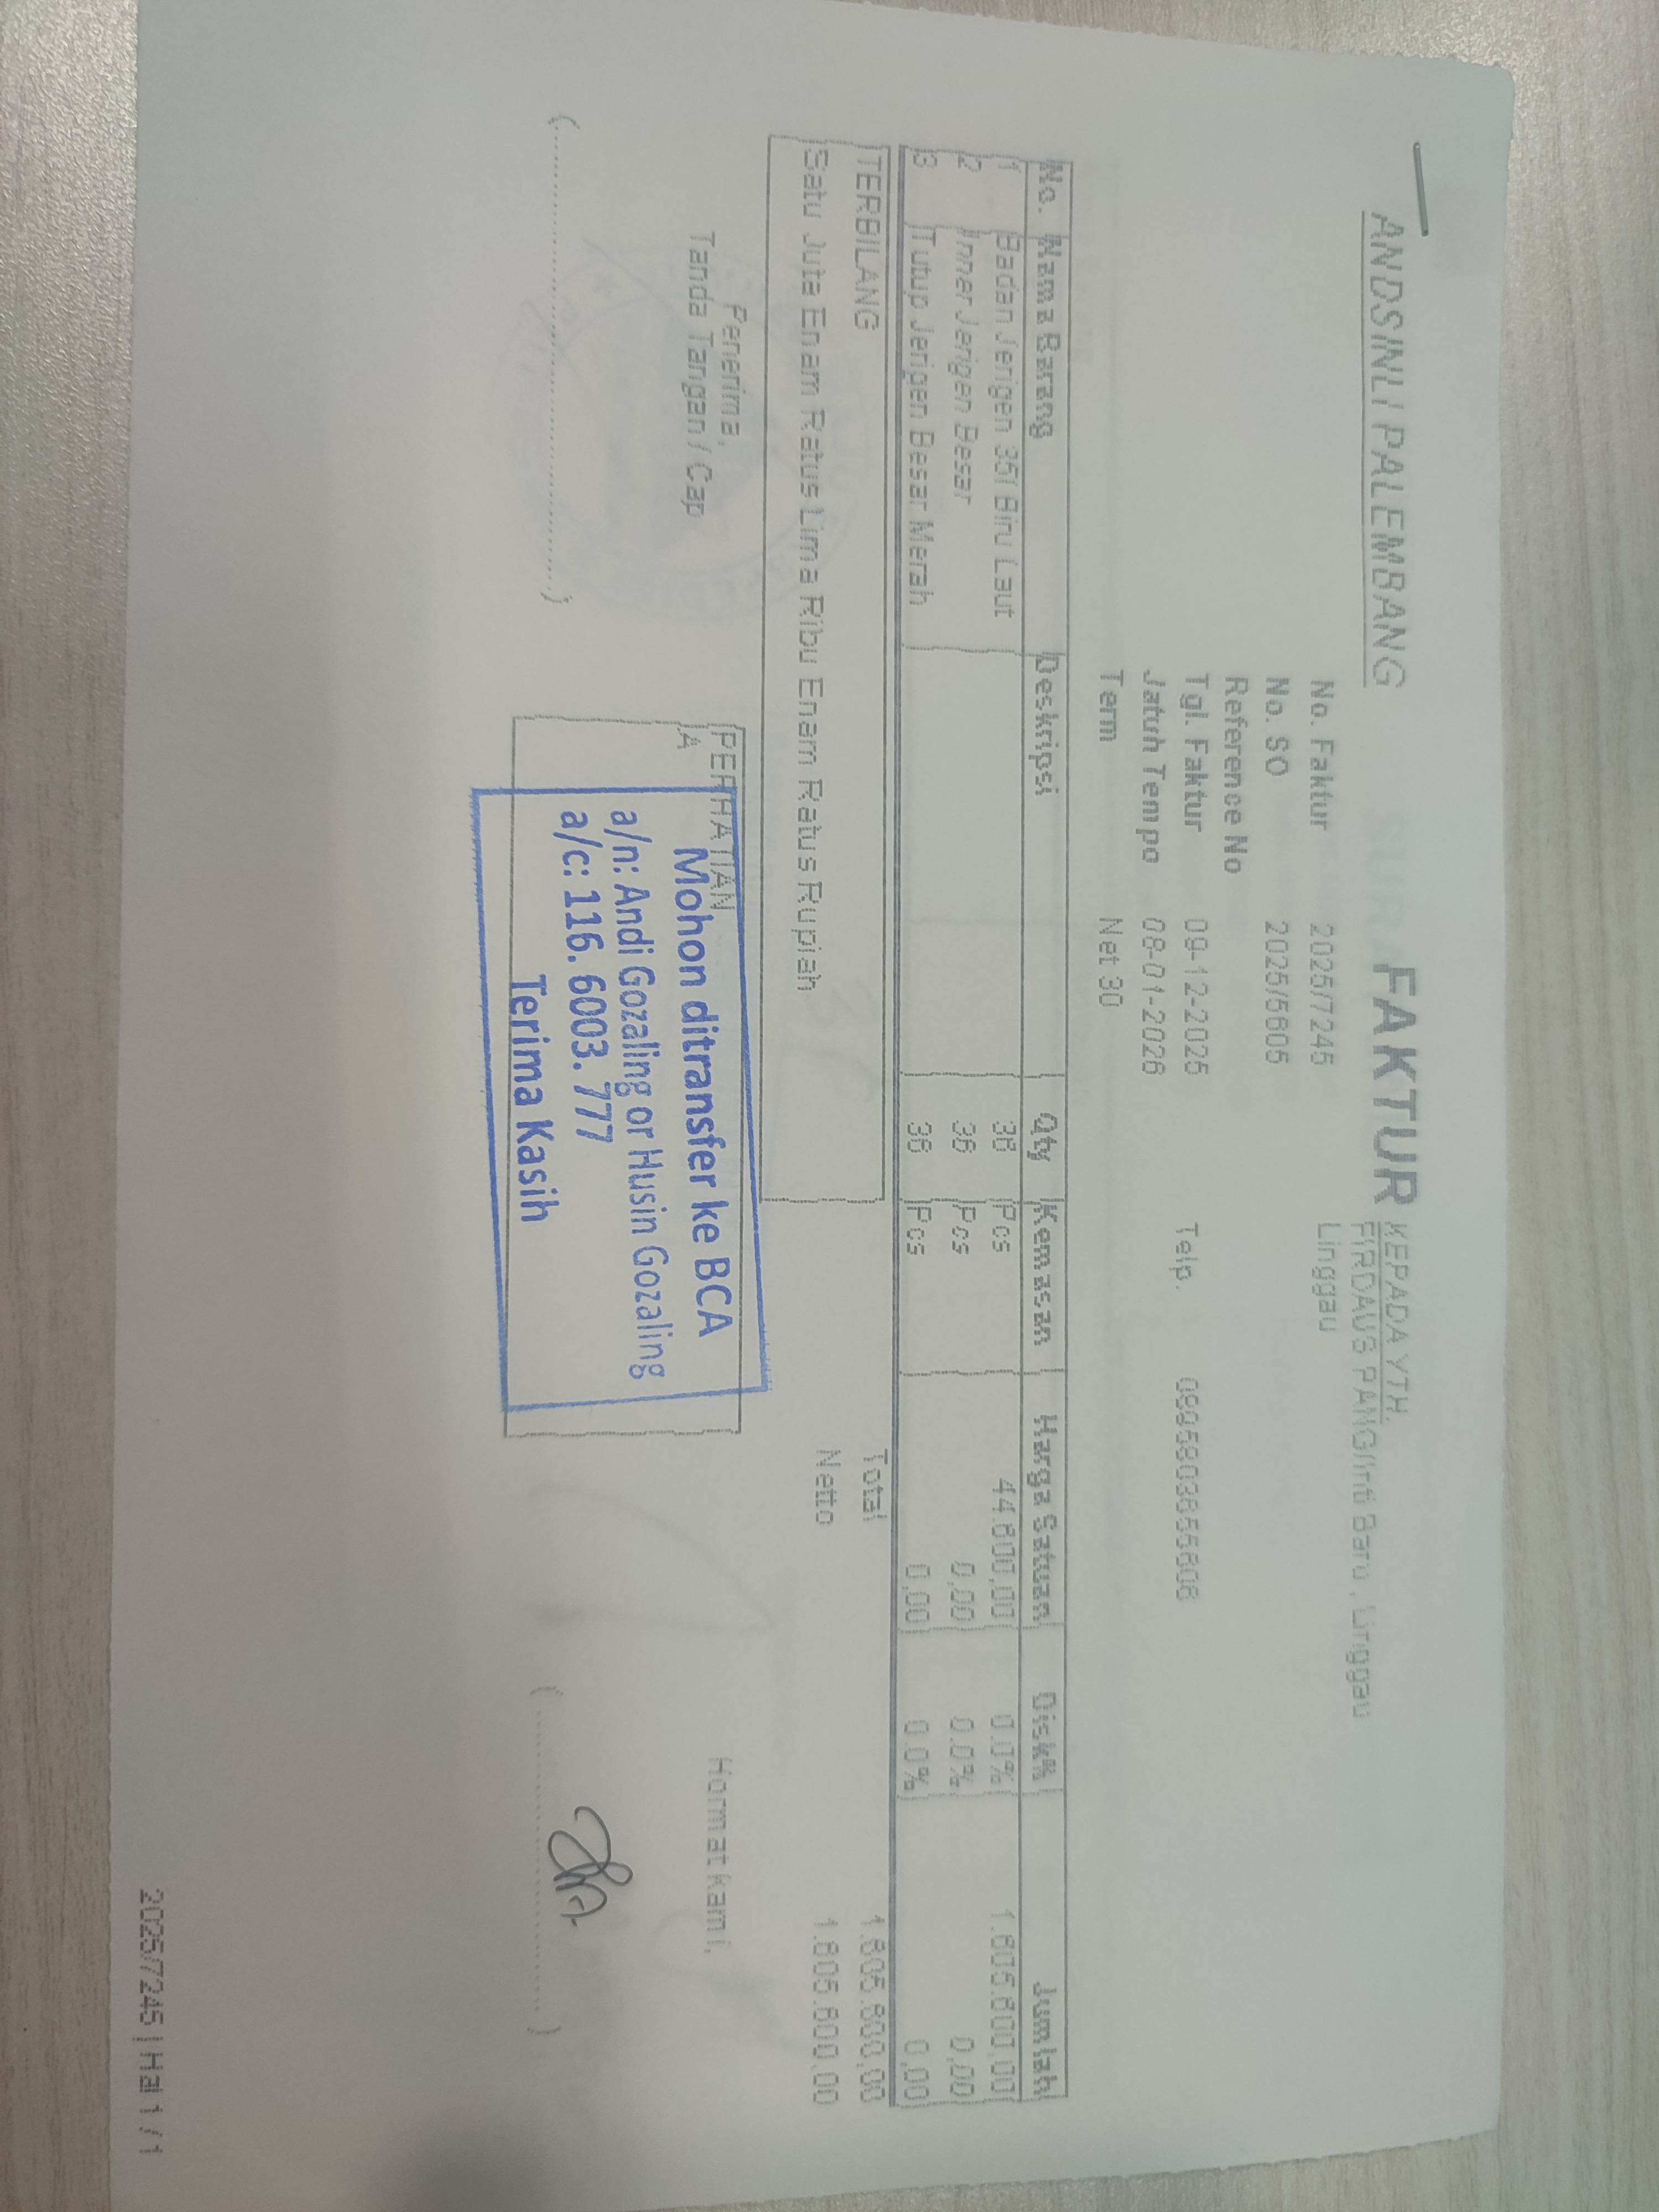 ANDSINLI PALEMBANG
FAKTUR
KEPADA YTH.
FIRDAUS PANG(Inti Baru, Linggau
Linggau
No. Faktur 2025/7245
No. SO
Reference No
Tgl. Faktur 09-12-2025
Jatuh Tempo 08-01-2026
Term Net 30
Telp.
No. Nama Barang Deskripsi Qty Kemasan Harga Satuan Disk% Jumlah
1 Badan Jerigen 35l Biru Laut 36 Pcs 44.600,00 0.0% 1.605.600,00
2 Inner Jerigen Besar 36 Pcs 0,00 0.0% 0,00
3 Tutup Jerigen Besar Merah 36 Pcs 0,00 0.0% 0,00
TERBILANG
Satu Juta Enam Ratus Lima Ribu Enam Ratus Rupiah
Total 1.605.600,00
Netto 1.605.600,00
Penerima,
Tanda Tangan / Cap
PERHATIAN
A
Mohon ditransfer ke BCA
a/n: Andi Gozaling or Husin Gozaling
a/c: 116. 6003. 777
Terima Kasih
Hormat kami,
2025/7245 | Hal 1 / 1